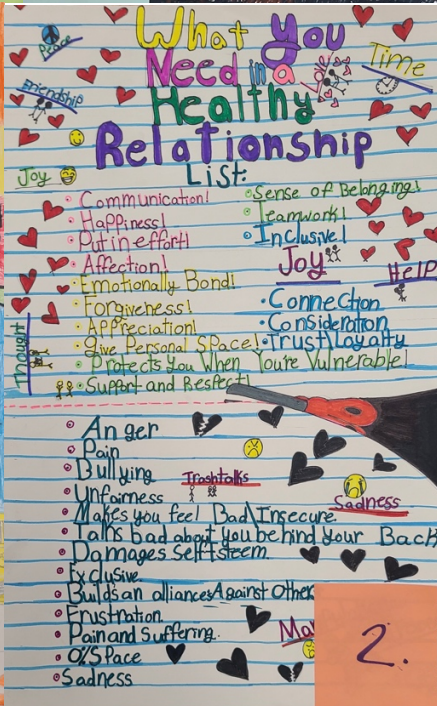 What You
Need in a
Healthy
Relationship
List:
Peace
Love
Time
Friendship
Joy
Communication!
Happiness!
Put in effort!
Affection!
Emotionally Bond!
Forgiveness!
Appreciation!
give Personal Space!
Protects You When You're Vulnerable!
Support and Respect!
Sense of Belonging!
Teamwork!
Inclusive!
Joy
Help
Connection
Consideration
Trust\Loyalty
Thought
Anger
Pain
Bullying
Trashtalks
Unfairness
Sadness
Makes you feel Bad\Insecure.
Talks bad about you behind your Back
Damages Selfsteem.
Exclusive.
Builds an alliances Against Other
Frustration.
Pain and Suffering.
0% Space
Sadness
2.